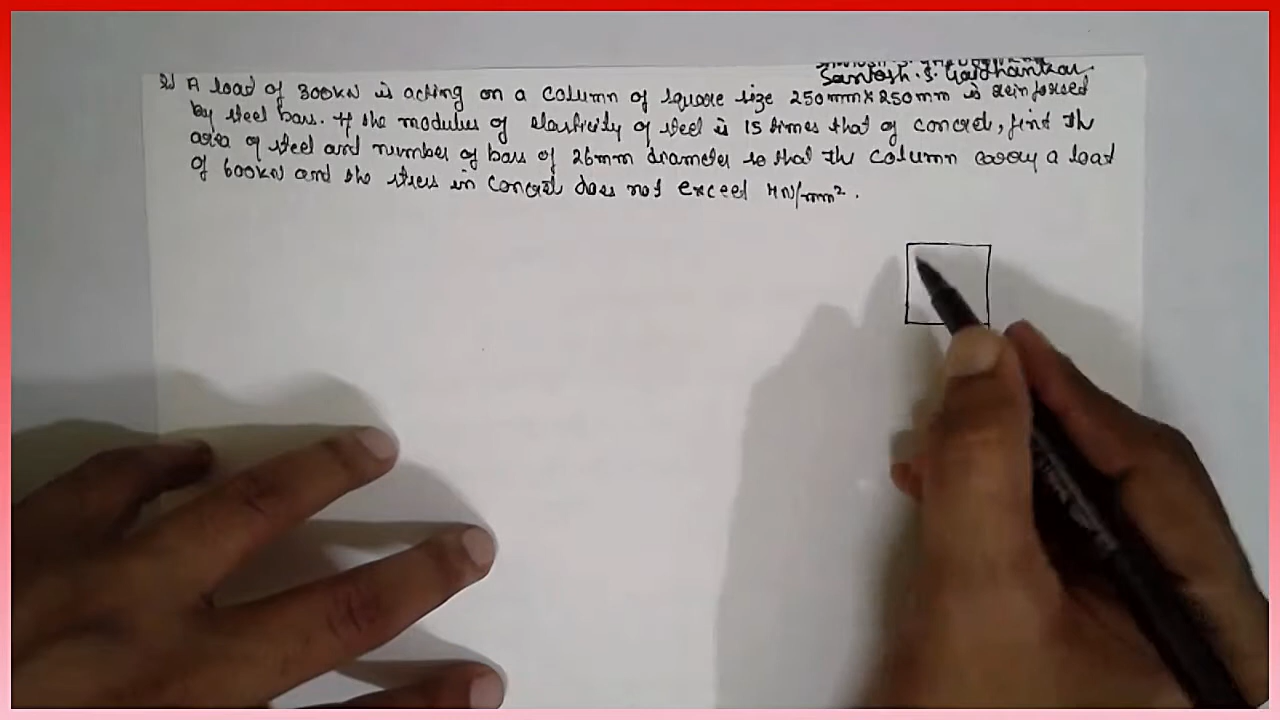 Santosh. S. Gaidhankar
2) A load of 300kN is acting on a column of square size 250mm×250mm is reinforced
by steel bars. If the modulus of elasticity of steel is 15 times that of concret, find the
area of steel and number of bars of 26mm diameter so that the column carry a load
of 600kN and the stress in concret does not exceed 4N/mm².